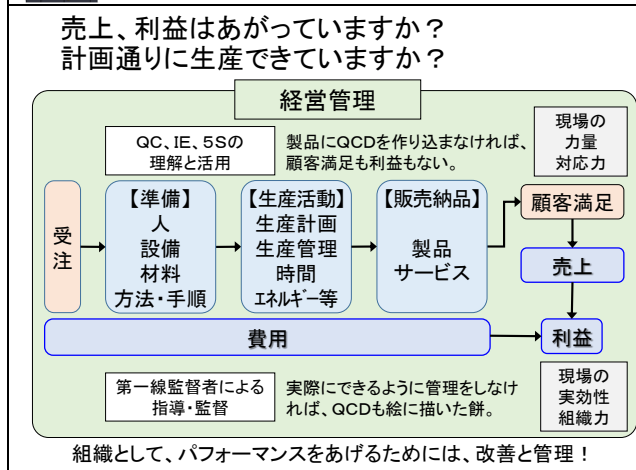 売上、利益はあがっていますか？
計画通りに生産できていますか？
経営管理
QC、IE、5Sの
理解と活用
製品にQCDを作り込まなければ、
顧客満足も利益もない。
現場の
力量
対応力
受
注
【準備】
人
設備
材料
方法・手順
【生産活動】
生産計画
生産管理
時間
エネルギー等
【販売納品】
製品
サービス
顧客満足
売上
費用
利益
第一線監督者による
指導・監督
実際にできるように管理をしなけ
れば、QCDも絵に描いた餅。
現場の
実効性
組織力
組織として、パフォーマンスをあげるためには、改善と管理！